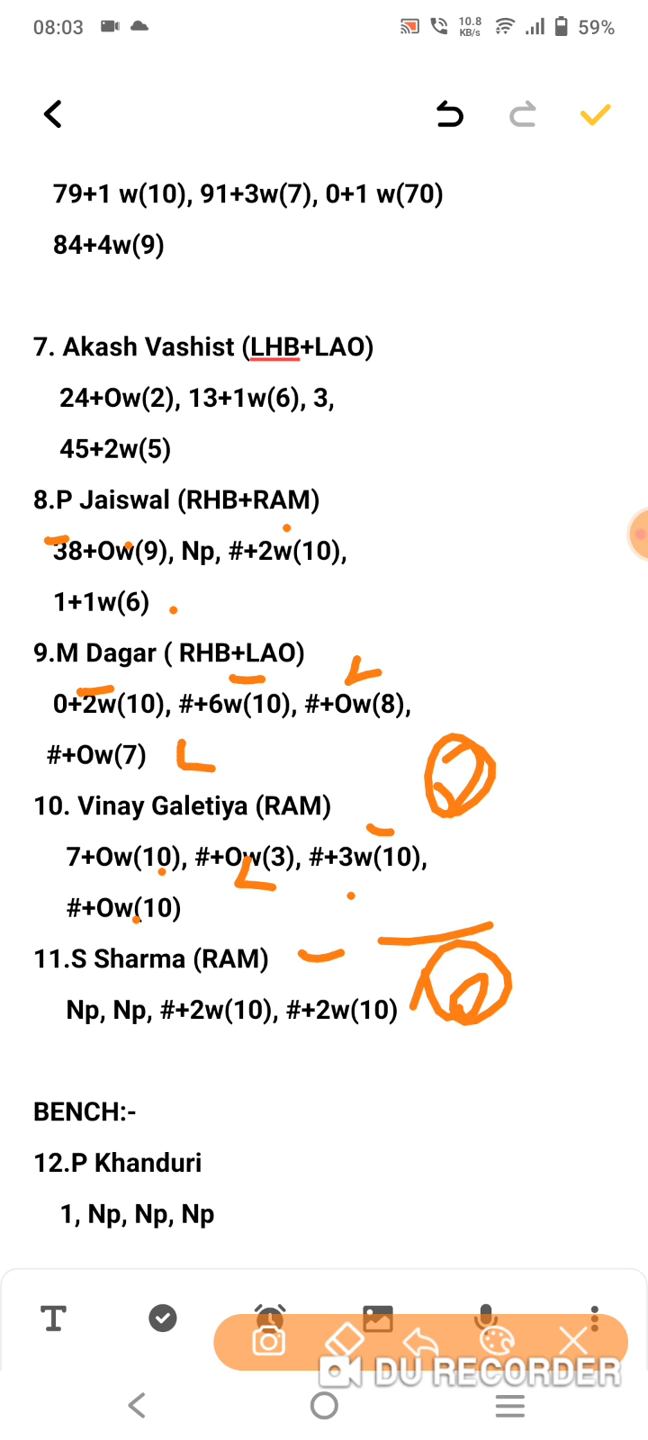 08:03 10.8 KB/s 59%
79+1 w(10), 91+3w(7), 0+1 w(70)
84+4w(9)
7. Akash Vashist (LHB+LAO)
24+Ow(2), 13+1w(6), 3,
45+2w(5)
8.P Jaiswal (RHB+RAM)
38+Ow(9), Np, #+2w(10),
1+1w(6)
9.M Dagar ( RHB+LAO)
0+2w(10), #+6w(10), #+Ow(8),
#+Ow(7)
10. Vinay Galetiya (RAM)
7+Ow(10), #+Ow(3), #+3w(10),
#+Ow(10)
11.S Sharma (RAM)
Np, Np, #+2w(10), #+2w(10)
BENCH:-
12.P Khanduri
1, Np, Np, Np
T
DU RECORDER